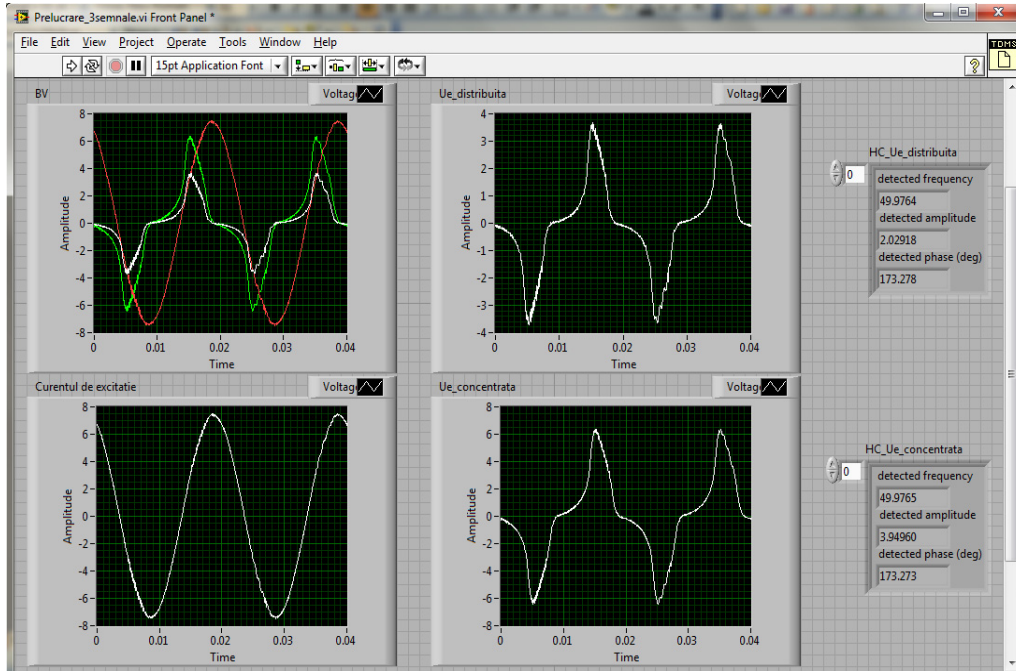 Prelucrare_3semnale.vi Front Panel *
File Edit View Project Operate Tools Window Help
TDMS
15pt Application Font
?
BV
Voltag
8
6
4
2
0
-2
-4
-6
-8
Amplitude
0 0.01 0.02 0.03 0.04
Time
Ue_distribuita
Voltag
4
3
2
1
0
-1
-2
-3
-4
Amplitude
0 0.01 0.02 0.03 0.04
Time
HC_Ue_distribuita
0
detected frequency
49.9764
detected amplitude
2.02918
detected phase (deg)
173.278
Curentul de excitatie
Voltag
8
6
4
2
0
-2
-4
-6
-8
Amplitude
0 0.01 0.02 0.03 0.04
Time
Ue_concentrata
Voltag
8
6
4
2
0
-2
-4
-6
-8
Amplitude
0 0.01 0.02 0.03 0.04
Time
HC_Ue_concentrata
0
detected frequency
49.9765
detected amplitude
3.94960
detected phase (deg)
173.273